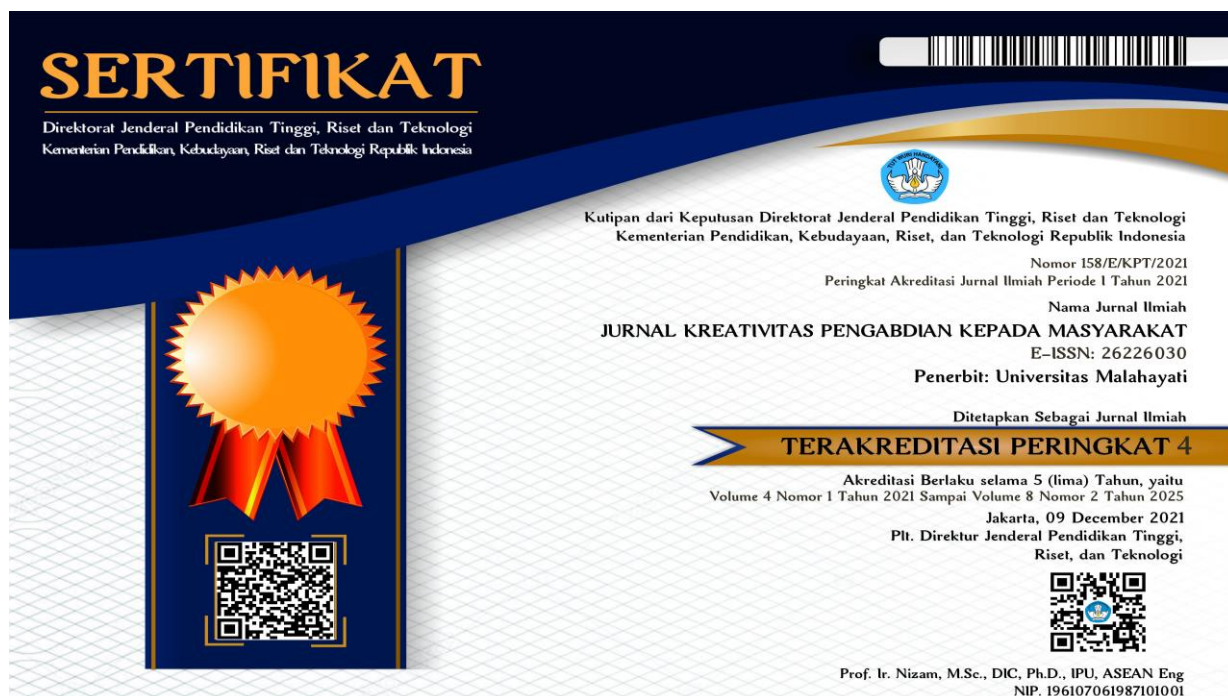 SERTIFIKAT
Direktorat Jenderal Pendidikan Tinggi, Riset dan Teknologi
Kementerian Pendidikan, Kebudayaan, Riset dan Teknologi Republik Indonesia
TUT WURI HANDAYANI
Kutipan dari Keputusan Direktorat Jenderal Pendidikan Tinggi, Riset dan Teknologi
Kementerian Pendidikan, Kebudayaan, Riset, dan Teknologi Republik Indonesia
Nomor 158/E/KPT/2021
Peringkat Akreditasi Jurnal Ilmiah Periode I Tahun 2021
Nama Jurnal Ilmiah
JURNAL KREATIVITAS PENGABDIAN KEPADA MASYARAKAT
E-ISSN: 26226030
Penerbit: Universitas Malahayati
Ditetapkan Sebagai Jurnal Ilmiah
TERAKREDITASI PERINGKAT 4
Akreditasi Berlaku selama 5 (lima) Tahun, yaitu
Volume 4 Nomor 1 Tahun 2021 Sampai Volume 8 Nomor 2 Tahun 2025
Jakarta, 09 December 2021
Plt. Direktur Jenderal Pendidikan Tinggi,
Riset, dan Teknologi
Prof. Ir. Nizam, M.Sc., DIC, Ph.D., IPU, ASEAN Eng
NIP. 196107061987101001